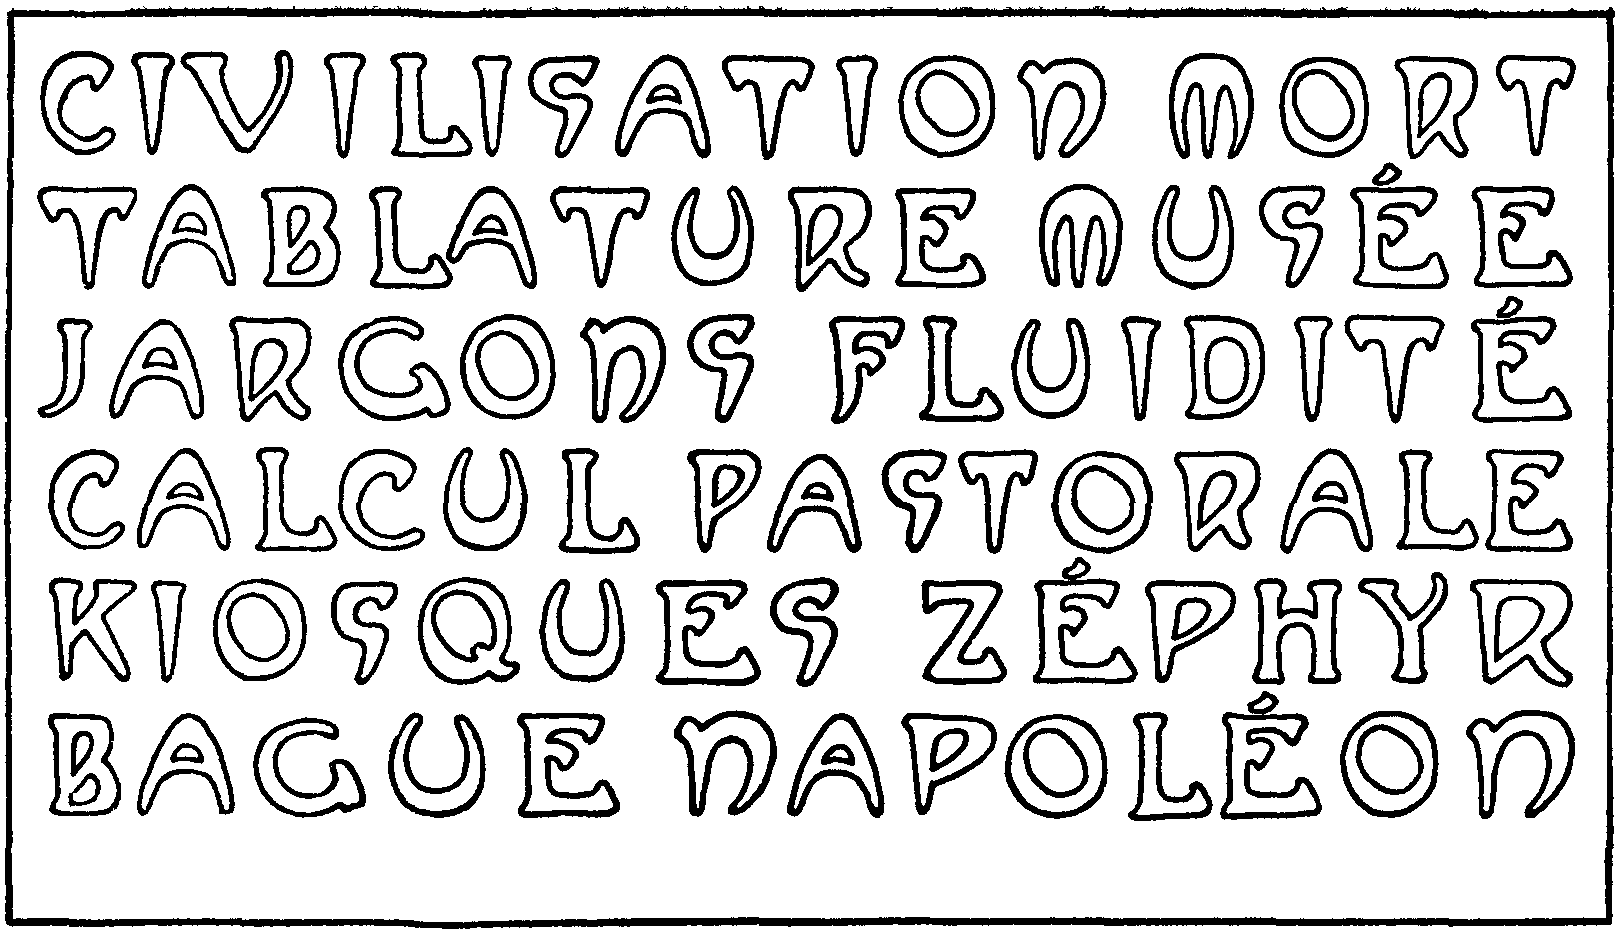 CIVILISATION MORT
TABLATURE MUSÉE
JARGONS FLUIDITÉ
CALCUL PASTORALE
KIOSQUES ZÉPHYR
BAGUE NAPOLÉON